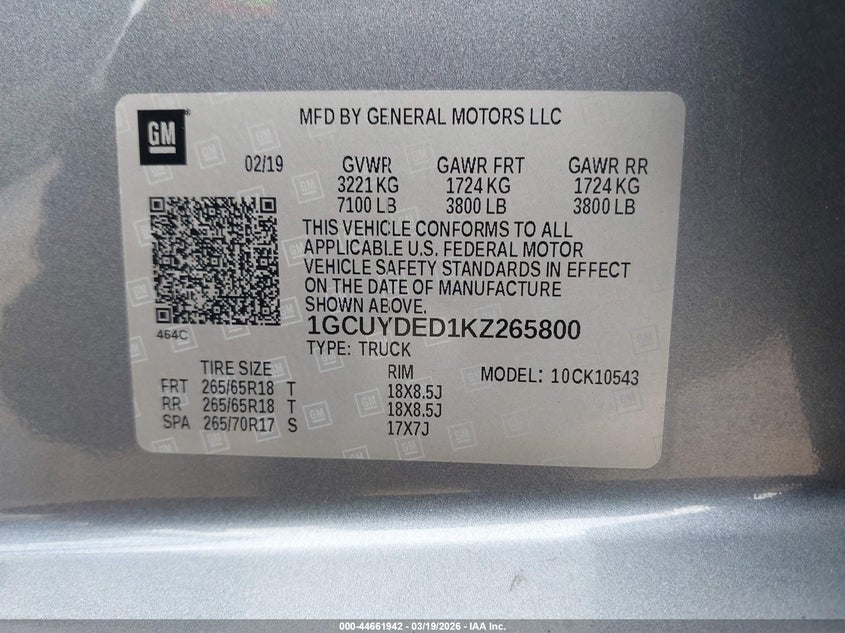 GM
MFD BY GENERAL MOTORS LLC
02/19 GVWR GAWR FRT GAWR RR
3221 KG 1724 KG 1724 KG
7100 LB 3800 LB 3800 LB
THIS VEHICLE CONFORMS TO ALL
APPLICABLE U.S. FEDERAL MOTOR
VEHICLE SAFETY STANDARDS IN EFFECT
ON THE DATE OF MANUFACTURE
SHOWN ABOVE.
464C
1GCUYDED1KZ265800
TYPE: TRUCK
TIRE SIZE RIM MODEL: 10CK10543
FRT 265/65R18 T 18X8.5J
RR 265/65R18 T 18X8.5J
SPA 265/70R17 S 17X7J
000-44661942 - 03/19/2026 - IAA Inc.